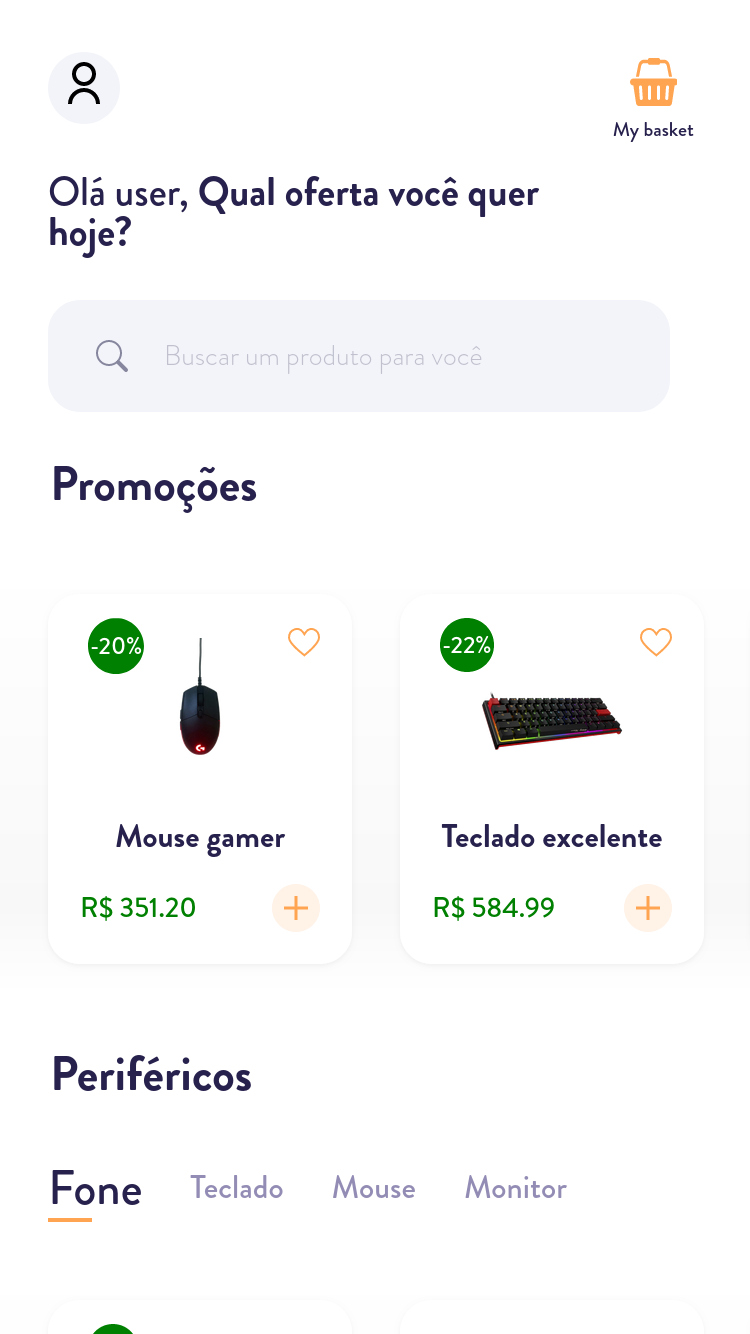 My basket
Olá user, Qual oferta você quer
hoje?
Buscar um produto para você
Promoções
-20%
-22%
Mouse gamer
Teclado excelente
R$ 351.20
R$ 584.99
Periféricos
Fone Teclado Mouse Monitor